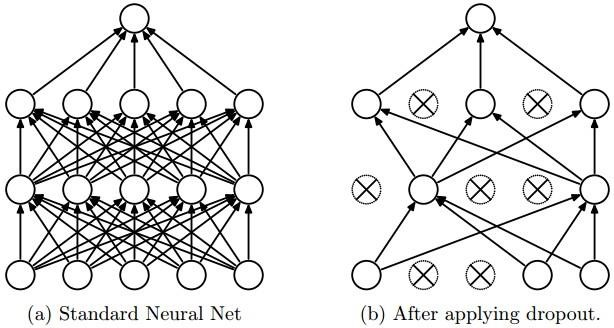 (a) Standard Neural Net
(b) After applying dropout.